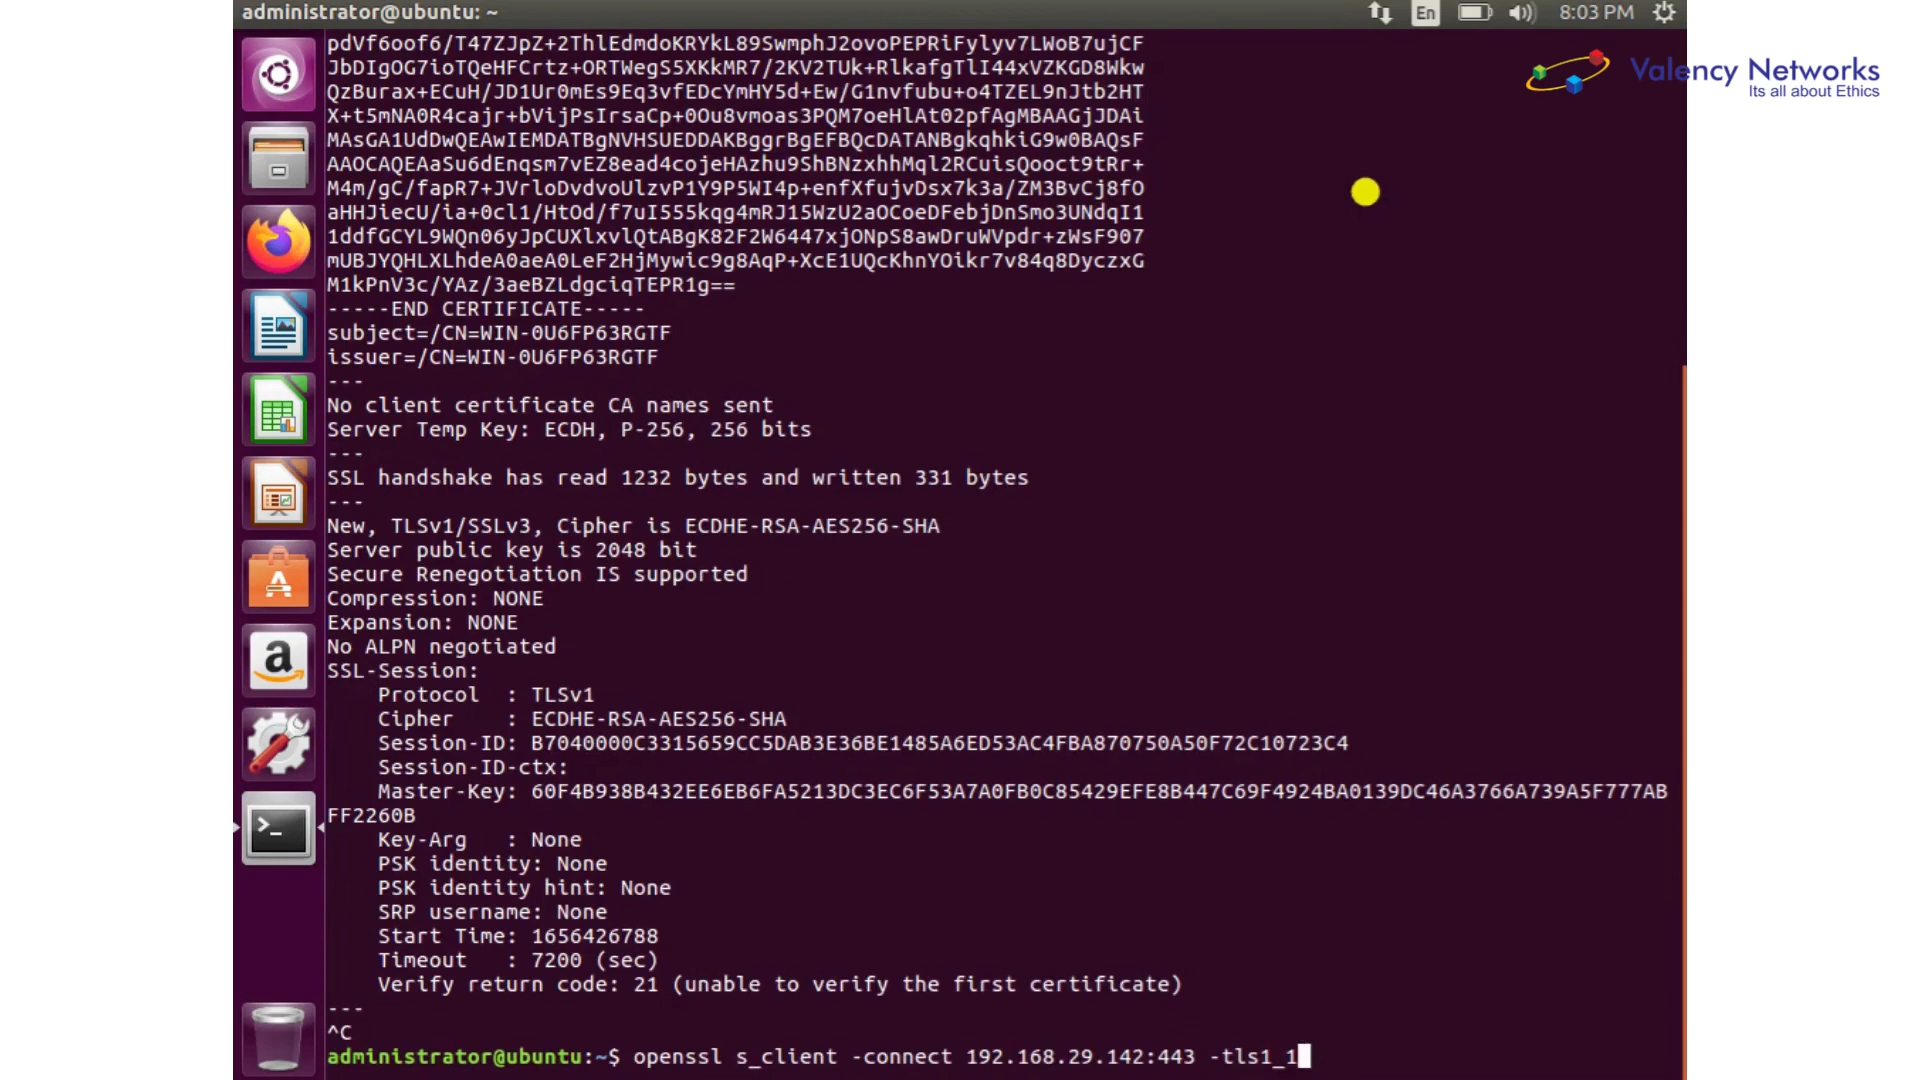 administrator@ubuntu: ~
En
8:03 PM
Valency Networks
Its all about Ethics
pdVf6oof6/T47ZJpZ+2ThlEdmdoKRYkL89SwmphJ2ovoPEPRiFylyv7LWoB7ujCF
JbDIgOG7ioTQeHFCrtz+ORTWegS5XKkMR7/2KV2TUk+RlkafgTlI44xVZKGD8Wkw
QzBurax+ECuH/JD1Ur0mEs9Eq3vfEDcYmHY5d+Ew/G1nvfubu+o4TZEL9nJtb2HT
X+t5mNA0R4cajr+bVijPsIrsaCp+0Ou8vmoas3PQM7oeHlAt02pfAgMBAAGjJDAi
MAsGA1UdDwQEAwIEMDATBgNVHSUEDDAKBggrBgEFBQcDATANBgkqhkiG9w0BAQsF
AAOCAQEAaSu6dEnqsm7vEZ8ead4cojeHAzhu9ShBNzxhhMql2RCuisQooct9tRr+
M4m/gC/fapR7+JVrloDvdvoUlzvP1Y9P5WI4p+enfXfujvDsx7k3a/ZM3BvCj8fO
aHHJiecU/ia+0cl1/HtOd/f7uI555kqg4mRJ15WzU2aOCoeDFebjDnSmo3UNdqI1
1ddfGCYL9WQn06yJpCUXlxvlQtABgK82F2W6447xjONpS8awDruWVpdr+zWsF907
mUBJYQHLXLhdeA0aeA0LeF2HjMywic9g8AqP+XcE1UQcKhnYOikr7v84q8DyczxG
M1kPnV3c/YAz/3aeBZLdgciqTEPR1g==
-----END CERTIFICATE-----
subject=/CN=WIN-0U6FP63RGTF
issuer=/CN=WIN-0U6FP63RGTF
---
No client certificate CA names sent
Server Temp Key: ECDH, P-256, 256 bits
---
SSL handshake has read 1232 bytes and written 331 bytes
---
New, TLSv1/SSLv3, Cipher is ECDHE-RSA-AES256-SHA
Server public key is 2048 bit
Secure Renegotiation IS supported
Compression: NONE
Expansion: NONE
No ALPN negotiated
SSL-Session:
    Protocol  : TLSv1
    Cipher    : ECDHE-RSA-AES256-SHA
    Session-ID: B7040000C3315659CC5DAB3E36BE1485A6ED53AC4FBA870750A50F72C10723C4
    Session-ID-ctx:
    Master-Key: 60F4B938B432EE6EB6FA5213DC3EC6F53A7A0FB0C85429EFE8B447C69F4924BA0139DC46A3766A739A5F777AB
FF2260B
    Key-Arg   : None
    PSK identity: None
    PSK identity hint: None
    SRP username: None
    Start Time: 1656426788
    Timeout   : 7200 (sec)
    Verify return code: 21 (unable to verify the first certificate)
---
^C
administrator@ubuntu:~$ openssl s_client -connect 192.168.29.142:443 -tls1_1